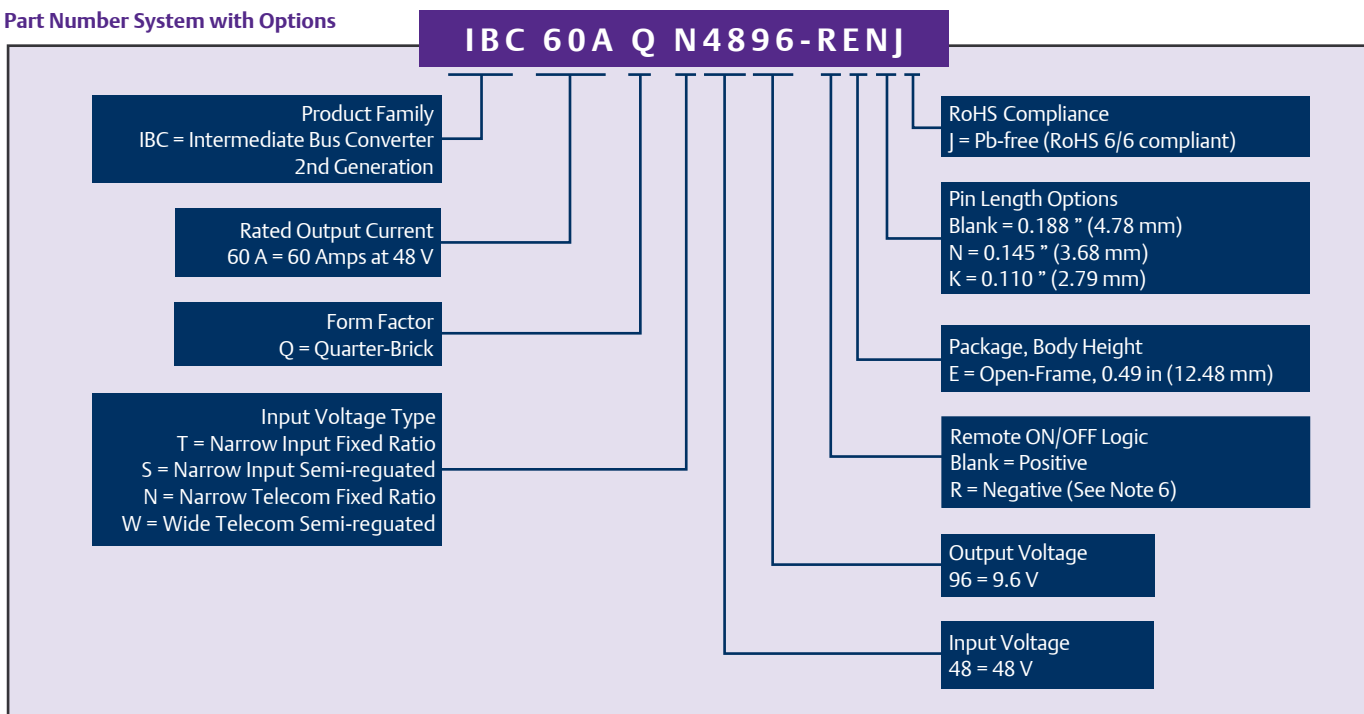 Part Number System with Options
IBC 60A Q N4896-RENJ
Product Family
IBC = Intermediate Bus Converter
2nd Generation
Rated Output Current
60 A = 60 Amps at 48 V
Form Factor
Q = Quarter-Brick
Input Voltage Type
T = Narrow Input Fixed Ratio
S = Narrow Input Semi-reguated
N = Narrow Telecom Fixed Ratio
W = Wide Telecom Semi-reguated
RoHS Compliance
J = Pb-free (RoHS 6/6 compliant)
Pin Length Options
Blank = 0.188 ” (4.78 mm)
N = 0.145 ” (3.68 mm)
K = 0.110 ” (2.79 mm)
Package, Body Height
E = Open-Frame, 0.49 in (12.48 mm)
Remote ON/OFF Logic
Blank = Positive
R = Negative (See Note 6)
Output Voltage
96 = 9.6 V
Input Voltage
48 = 48 V